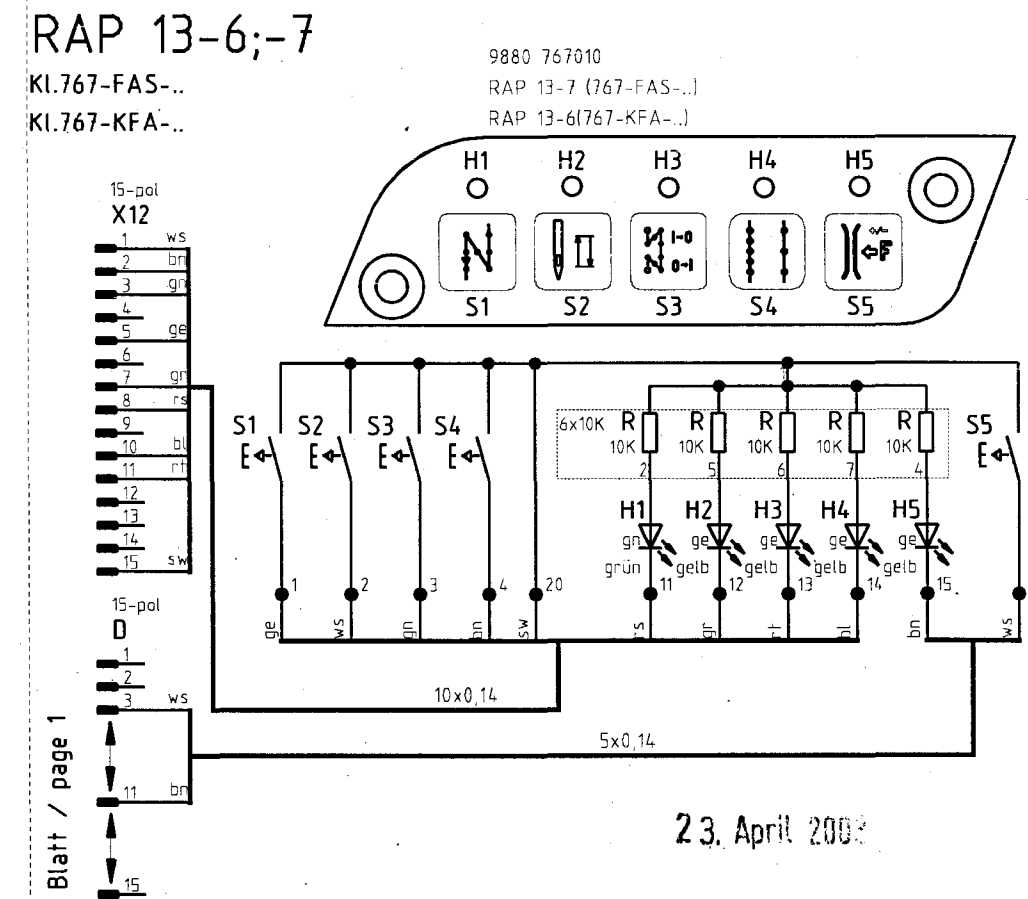 RAP 13-6;-7
Kl.767-FAS-..
Kl.767-KFA-..
9880 767010
RAP 13-7 (767-FAS-..)
RAP 13-6(767-KFA-..)
H1 H2 H3 H4 H5
1-0
0-1
+/-
F
S1 S2 S3 S4 S5
15-pol
X12
1 ws
2 bn
3 gn
4
5 ge
6
7 gr
8 rs
9
10 bl
11 rt
12
13
14
15 sw
S1 S2 S3 S4
6x10K R R R R R
10K 10K 10K 10K 10K
2 5 6 7 4
S5
H1 H2 H3 H4 H5
gn ge ge ge ge
grün gelb gelb gelb gelb
1 2 3 4 20 11 12 13 14 15
ge ws gn bn sw rs gr rt bl bn ws
10x0,14
5x0,14
15-pol
D
1
2
3 ws
11 bn
15
Blatt / page 1
23. April